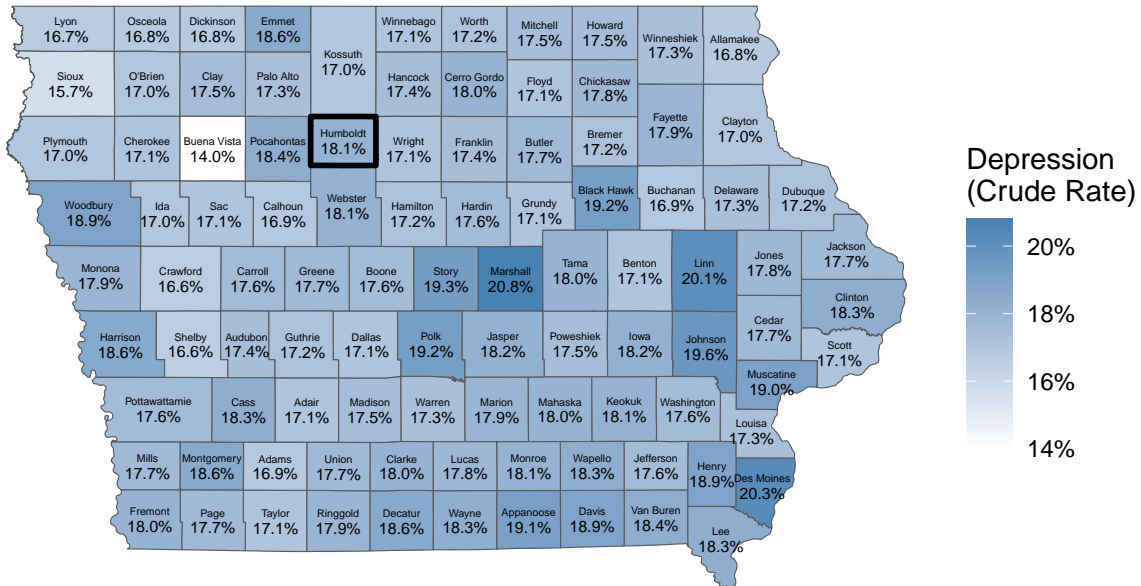 Lyon
16.7%
Osceola
16.8%
Dickinson
16.8%
Emmet
18.6%
Kossuth
17.0%
Winnebago
17.1%
Worth
17.2%
Mitchell
17.5%
Howard
17.5%
Winneshiek
17.3%
Allamakee
16.8%
Sioux
15.7%
O'Brien
17.0%
Clay
17.5%
Palo Alto
17.3%
Hancock
17.4%
Cerro Gordo
18.0%
Floyd
17.1%
Chickasaw
17.8%
Fayette
17.9%
Clayton
17.0%
Plymouth
17.0%
Cherokee
17.1%
Buena Vista
14.0%
Pocahontas
18.4%
Humboldt
18.1%
Wright
17.1%
Franklin
17.4%
Butler
17.7%
Bremer
17.2%
Woodbury
18.9%
Ida
17.0%
Sac
17.1%
Calhoun
16.9%
Webster
18.1%
Hamilton
17.2%
Hardin
17.6%
Grundy
17.1%
Black Hawk
19.2%
Buchanan
16.9%
Delaware
17.3%
Dubuque
17.2%
Monona
17.9%
Crawford
16.6%
Carroll
17.6%
Greene
17.7%
Boone
17.6%
Story
19.3%
Marshall
20.8%
Tama
18.0%
Benton
17.1%
Linn
20.1%
Jones
17.8%
Jackson
17.7%
Clinton
18.3%
Harrison
18.6%
Shelby
16.6%
Audubon
17.4%
Guthrie
17.2%
Dallas
17.1%
Polk
19.2%
Jasper
18.2%
Poweshiek
17.5%
Iowa
18.2%
Johnson
19.6%
Cedar
17.7%
Scott
17.1%
Muscatine
19.0%
Pottawattamie
17.6%
Cass
18.3%
Adair
17.1%
Madison
17.5%
Warren
17.3%
Marion
17.9%
Mahaska
18.0%
Keokuk
18.1%
Washington
17.6%
Louisa
17.3%
Mills
17.7%
Montgomery
18.6%
Adams
16.9%
Union
17.7%
Clarke
18.0%
Lucas
17.8%
Monroe
18.1%
Wapello
18.3%
Jefferson
17.6%
Henry
18.9%
Des Moines
20.3%
Fremont
18.0%
Page
17.7%
Taylor
17.1%
Ringgold
17.9%
Decatur
18.6%
Wayne
18.3%
Appanoose
19.1%
Davis
18.9%
Van Buren
18.4%
Lee
18.3%
Depression
(Crude Rate)
20%
18%
16%
14%